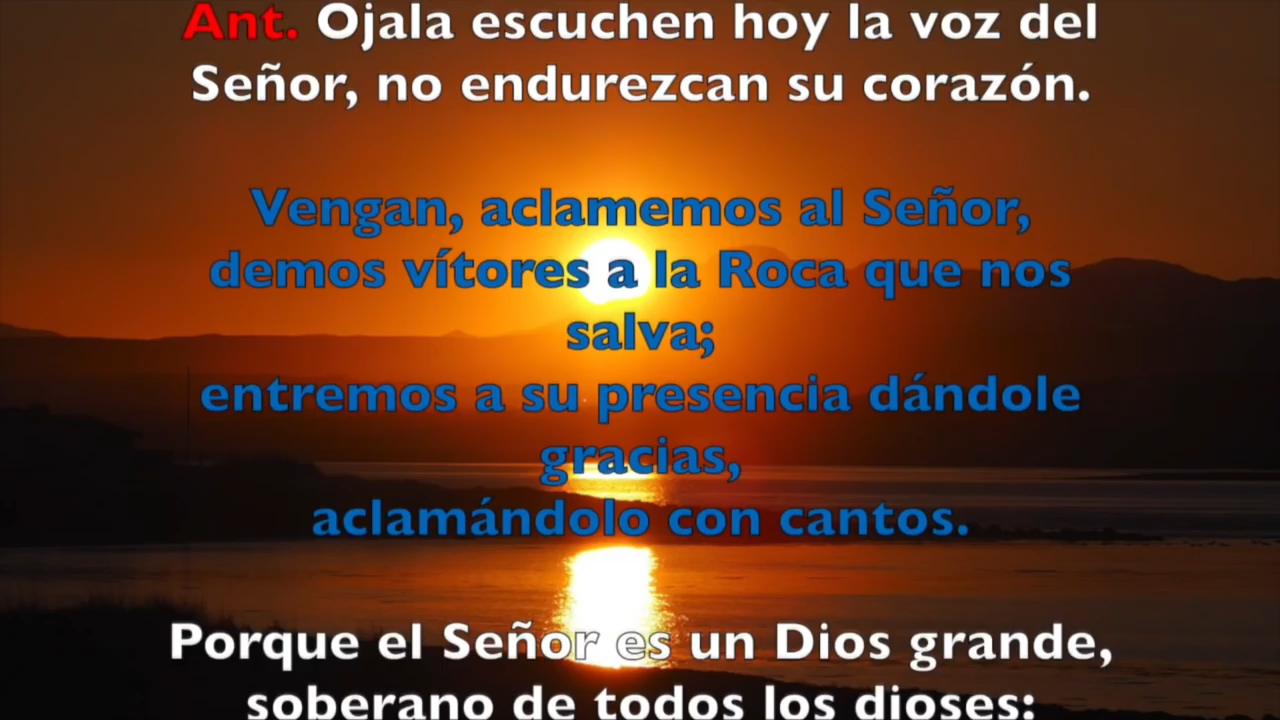 Ant. Ojala escuchen hoy la voz del
Señor, no endurezcan su corazón.
Vengan, aclamemos al Señor,
demos vítores a la Roca que nos
salva;
entremos a su presencia dándole
gracias,
aclamándolo con cantos.
Porque el Señor es un Dios grande,
soberano de todos los dioses: